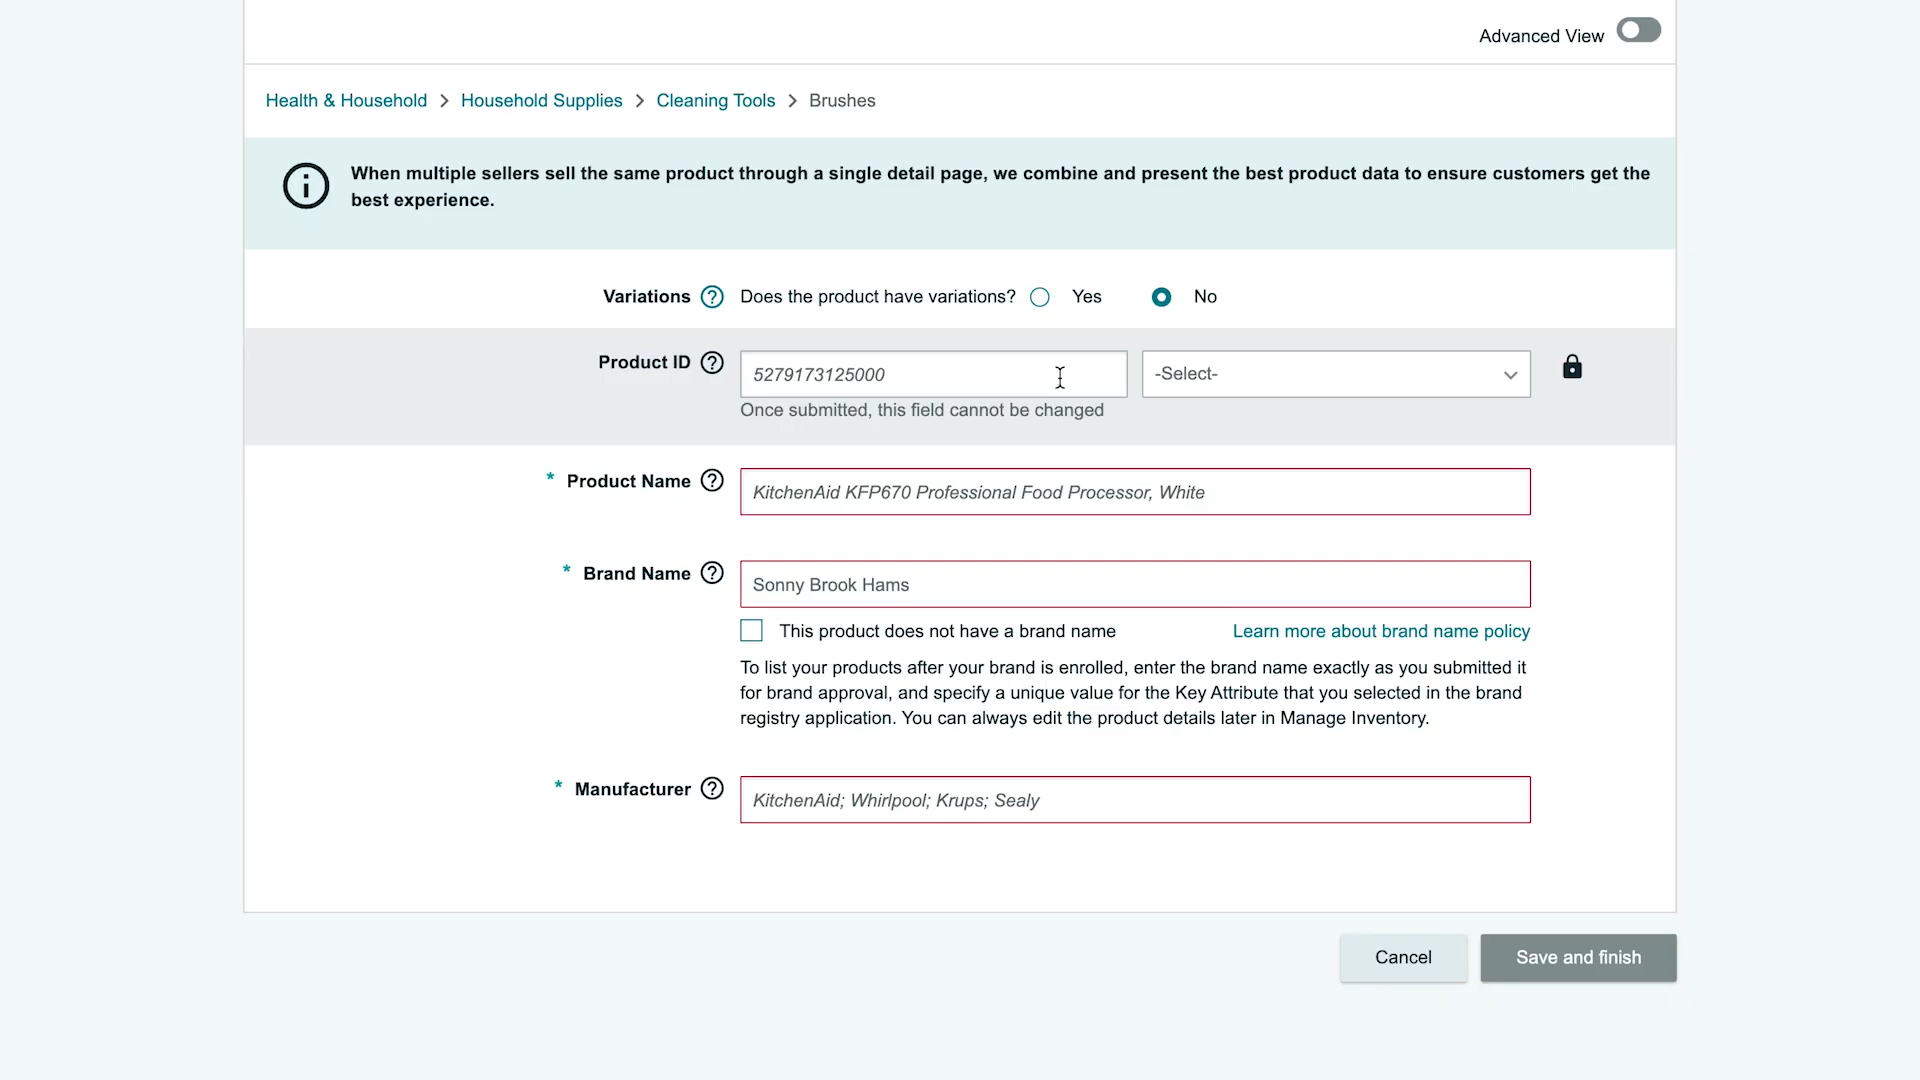 Advanced View
Health & Household > Household Supplies > Cleaning Tools > Brushes
When multiple sellers sell the same product through a single detail page, we combine and present the best product data to ensure customers get the
best experience.
Variations ? Does the product have variations? Yes No
Product ID ? 5279173125000 -Select-
Once submitted, this field cannot be changed
* Product Name ? KitchenAid KFP670 Professional Food Processor, White
* Brand Name ? Sonny Brook Hams
This product does not have a brand name Learn more about brand name policy
To list your products after your brand is enrolled, enter the brand name exactly as you submitted it
for brand approval, and specify a unique value for the Key Attribute that you selected in the brand
registry application. You can always edit the product details later in Manage Inventory.
* Manufacturer ? KitchenAid; Whirlpool; Krups; Sealy
Cancel Save and finish